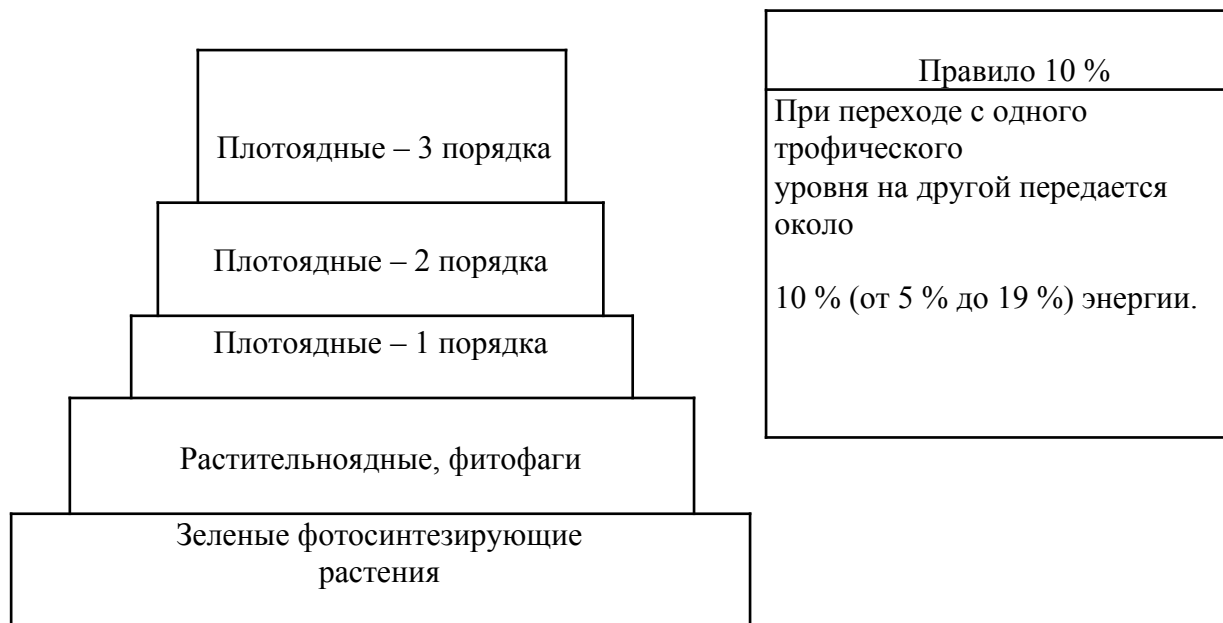 Плотоядные – 3 порядка
Плотоядные – 2 порядка
Плотоядные – 1 порядка
Растительноядные, фитофаги
Зеленые фотосинтезирующие
растения
Правило 10 %
При переходе с одного
трофического
уровня на другой передается
около
10 % (от 5 % до 19 %) энергии.